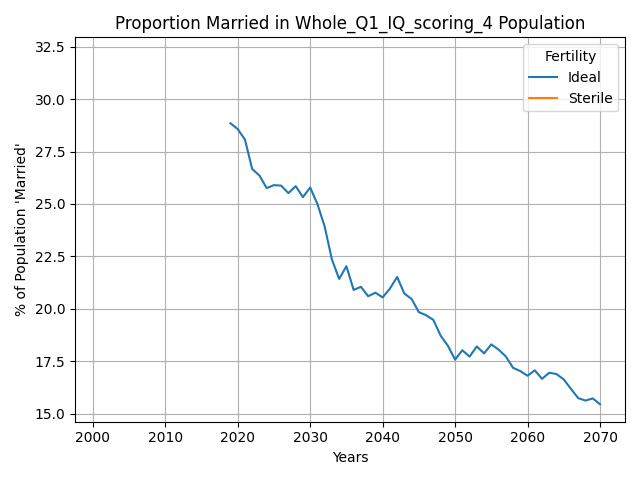 Proportion Married in Whole_Q1_IQ_scoring_4 Population
Fertility
Ideal
Sterile
% of Population 'Married'
32.5
30.0
27.5
25.0
22.5
20.0
17.5
15.0
2000 2010 2020 2030 2040 2050 2060 2070
Years